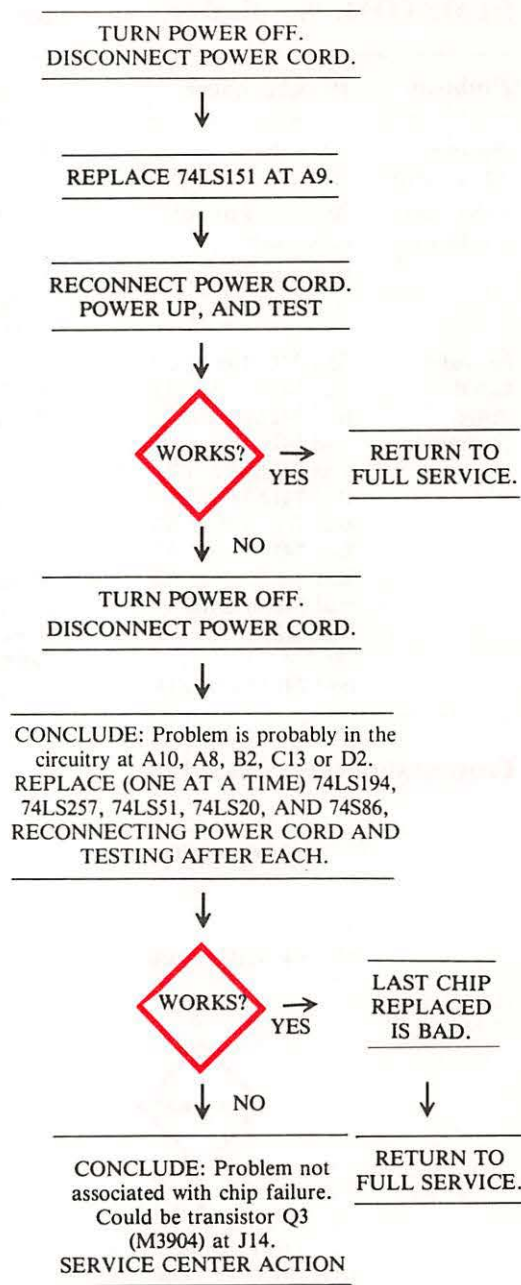 TURN POWER OFF.
DISCONNECT POWER CORD.
REPLACE 74LS151 AT A9.
RECONNECT POWER CORD.
POWER UP, AND TEST
WORKS?
YES
RETURN TO
FULL SERVICE.
NO
TURN POWER OFF.
DISCONNECT POWER CORD.
CONCLUDE: Problem is probably in the
circuitry at A10, A8, B2, C13 or D2.
REPLACE (ONE AT A TIME) 74LS194,
74LS257, 74LS51, 74LS20, AND 74S86,
RECONNECTING POWER CORD AND
TESTING AFTER EACH.
WORKS?
YES
LAST CHIP
REPLACED
IS BAD.
NO
RETURN TO
FULL SERVICE.
CONCLUDE: Problem not
associated with chip failure.
Could be transistor Q3
(M3904) at J14.
SERVICE CENTER ACTION